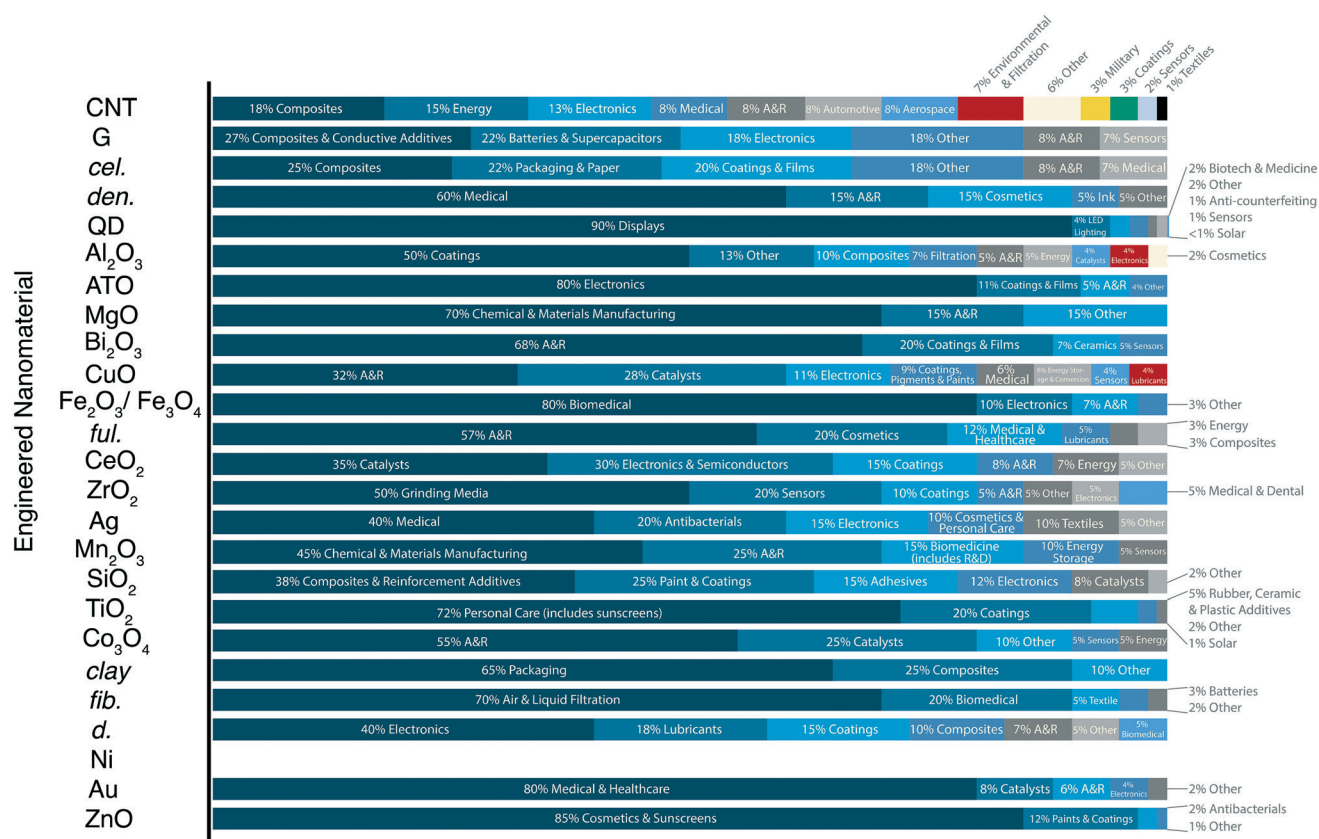 7% Environmental
& Filtration
6% Other
3% Military
3% Coatings
2% Sensors
1% Textiles
Engineered Nanomaterial
CNT
18% Composites
15% Energy
13% Electronics
8% Medical
8% A&R
8% Automotive
8% Aerospace
G
27% Composites & Conductive Additives
22% Batteries & Supercapacitors
18% Electronics
18% Other
8% A&R
7% Sensors
cel.
25% Composites
22% Packaging & Paper
20% Coatings & Films
18% Other
8% A&R
7% Medical
den.
60% Medical
15% A&R
15% Cosmetics
5% Ink
5% Other
QD
90% Displays
4% LED
Lighting
2% Biotech & Medicine
2% Other
1% Anti-counterfeiting
1% Sensors
<1% Solar
Al2O3
50% Coatings
13% Other
10% Composites
7% Filtration
5% A&R
5% Energy
4%
Catalysts
4%
Electronics
2% Cosmetics
ATO
80% Electronics
11% Coatings & Films
5% A&R
4% Other
MgO
70% Chemical & Materials Manufacturing
15% A&R
15% Other
Bi2O3
68% A&R
20% Coatings & Films
7% Ceramics
5% Sensors
CuO
32% A&R
28% Catalysts
11% Electronics
9% Coatings,
Pigments & Paints
6%
Medical
6% Energy Stor-
age & Conversion
4%
Sensors
4%
Lubricants
Fe2O3/ Fe3O4
80% Biomedical
10% Electronics
7% A&R
3% Other
ful.
57% A&R
20% Cosmetics
12% Medical &
Healthcare
5%
Lubricants
3% Energy
3% Composites
CeO2
35% Catalysts
30% Electronics & Semiconductors
15% Coatings
8% A&R
7% Energy
5% Other
ZrO2
50% Grinding Media
20% Sensors
10% Coatings
5% A&R
5% Other
5%
Electronics
5% Medical & Dental
Ag
40% Medical
20% Antibacterials
15% Electronics
10% Cosmetics &
Personal Care
10% Textiles
5% Other
Mn2O3
45% Chemical & Materials Manufacturing
25% A&R
15% Biomedicine
(includes R&D)
10% Energy
Storage
5% Sensors
SiO2
38% Composites & Reinforcement Additives
25% Paint & Coatings
15% Adhesives
12% Electronics
8% Catalysts
2% Other
TiO2
72% Personal Care (includes sunscreens)
20% Coatings
5% Rubber, Ceramic
& Plastic Additives
2% Other
1% Solar
Co3O4
55% A&R
25% Catalysts
10% Other
5% Sensors
5% Energy
clay
65% Packaging
25% Composites
10% Other
fib.
70% Air & Liquid Filtration
20% Biomedical
5% Textile
3% Batteries
2% Other
d.
40% Electronics
18% Lubricants
15% Coatings
10% Composites
7% A&R
5% Other
5%
Biomedical
Ni
Au
80% Medical & Healthcare
8% Catalysts
6% A&R
4%
Electronics
2% Other
ZnO
85% Cosmetics & Sunscreens
12% Paints & Coatings
2% Antibacterials
1% Other